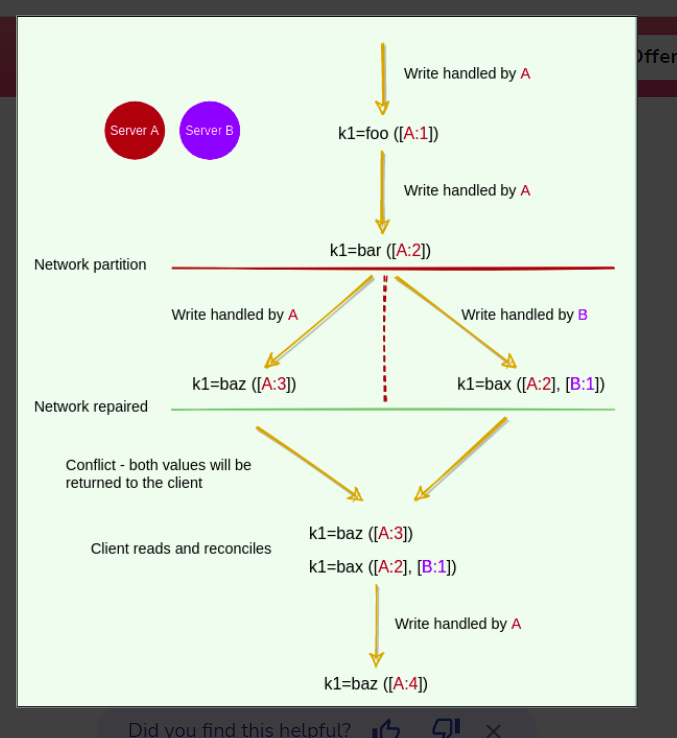 Offer
Write handled by A
Server A
Server B
k1=foo ([A:1])
Write handled by A
k1=bar ([A:2])
Network partition
Write handled by A
Write handled by B
k1=baz ([A:3])
k1=bax ([A:2], [B:1])
Network repaired
Conflict - both values will be
returned to the client
k1=baz ([A:3])
Client reads and reconciles
k1=bax ([A:2], [B:1])
Write handled by A
k1=baz ([A:4])
Did you find this helpful?